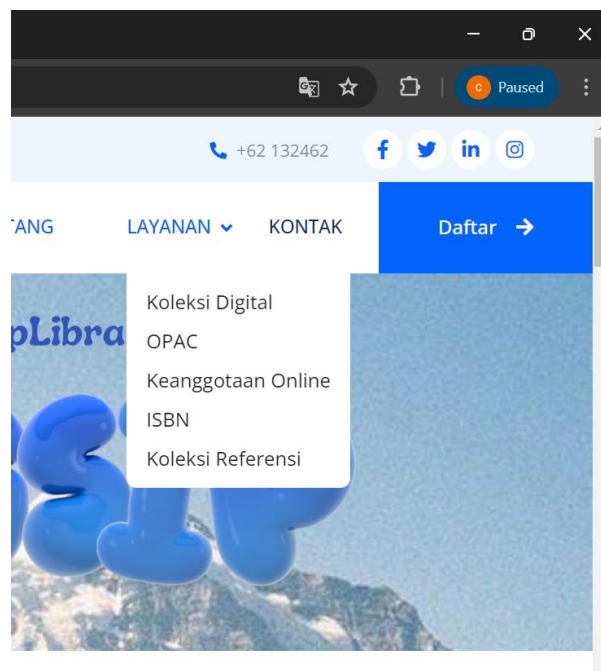 C Paused
+62 132462
TANG LAYANAN KONTAK Daftar
Koleksi Digital
OPAC
Keanggotaan Online
ISBN
Koleksi Referensi